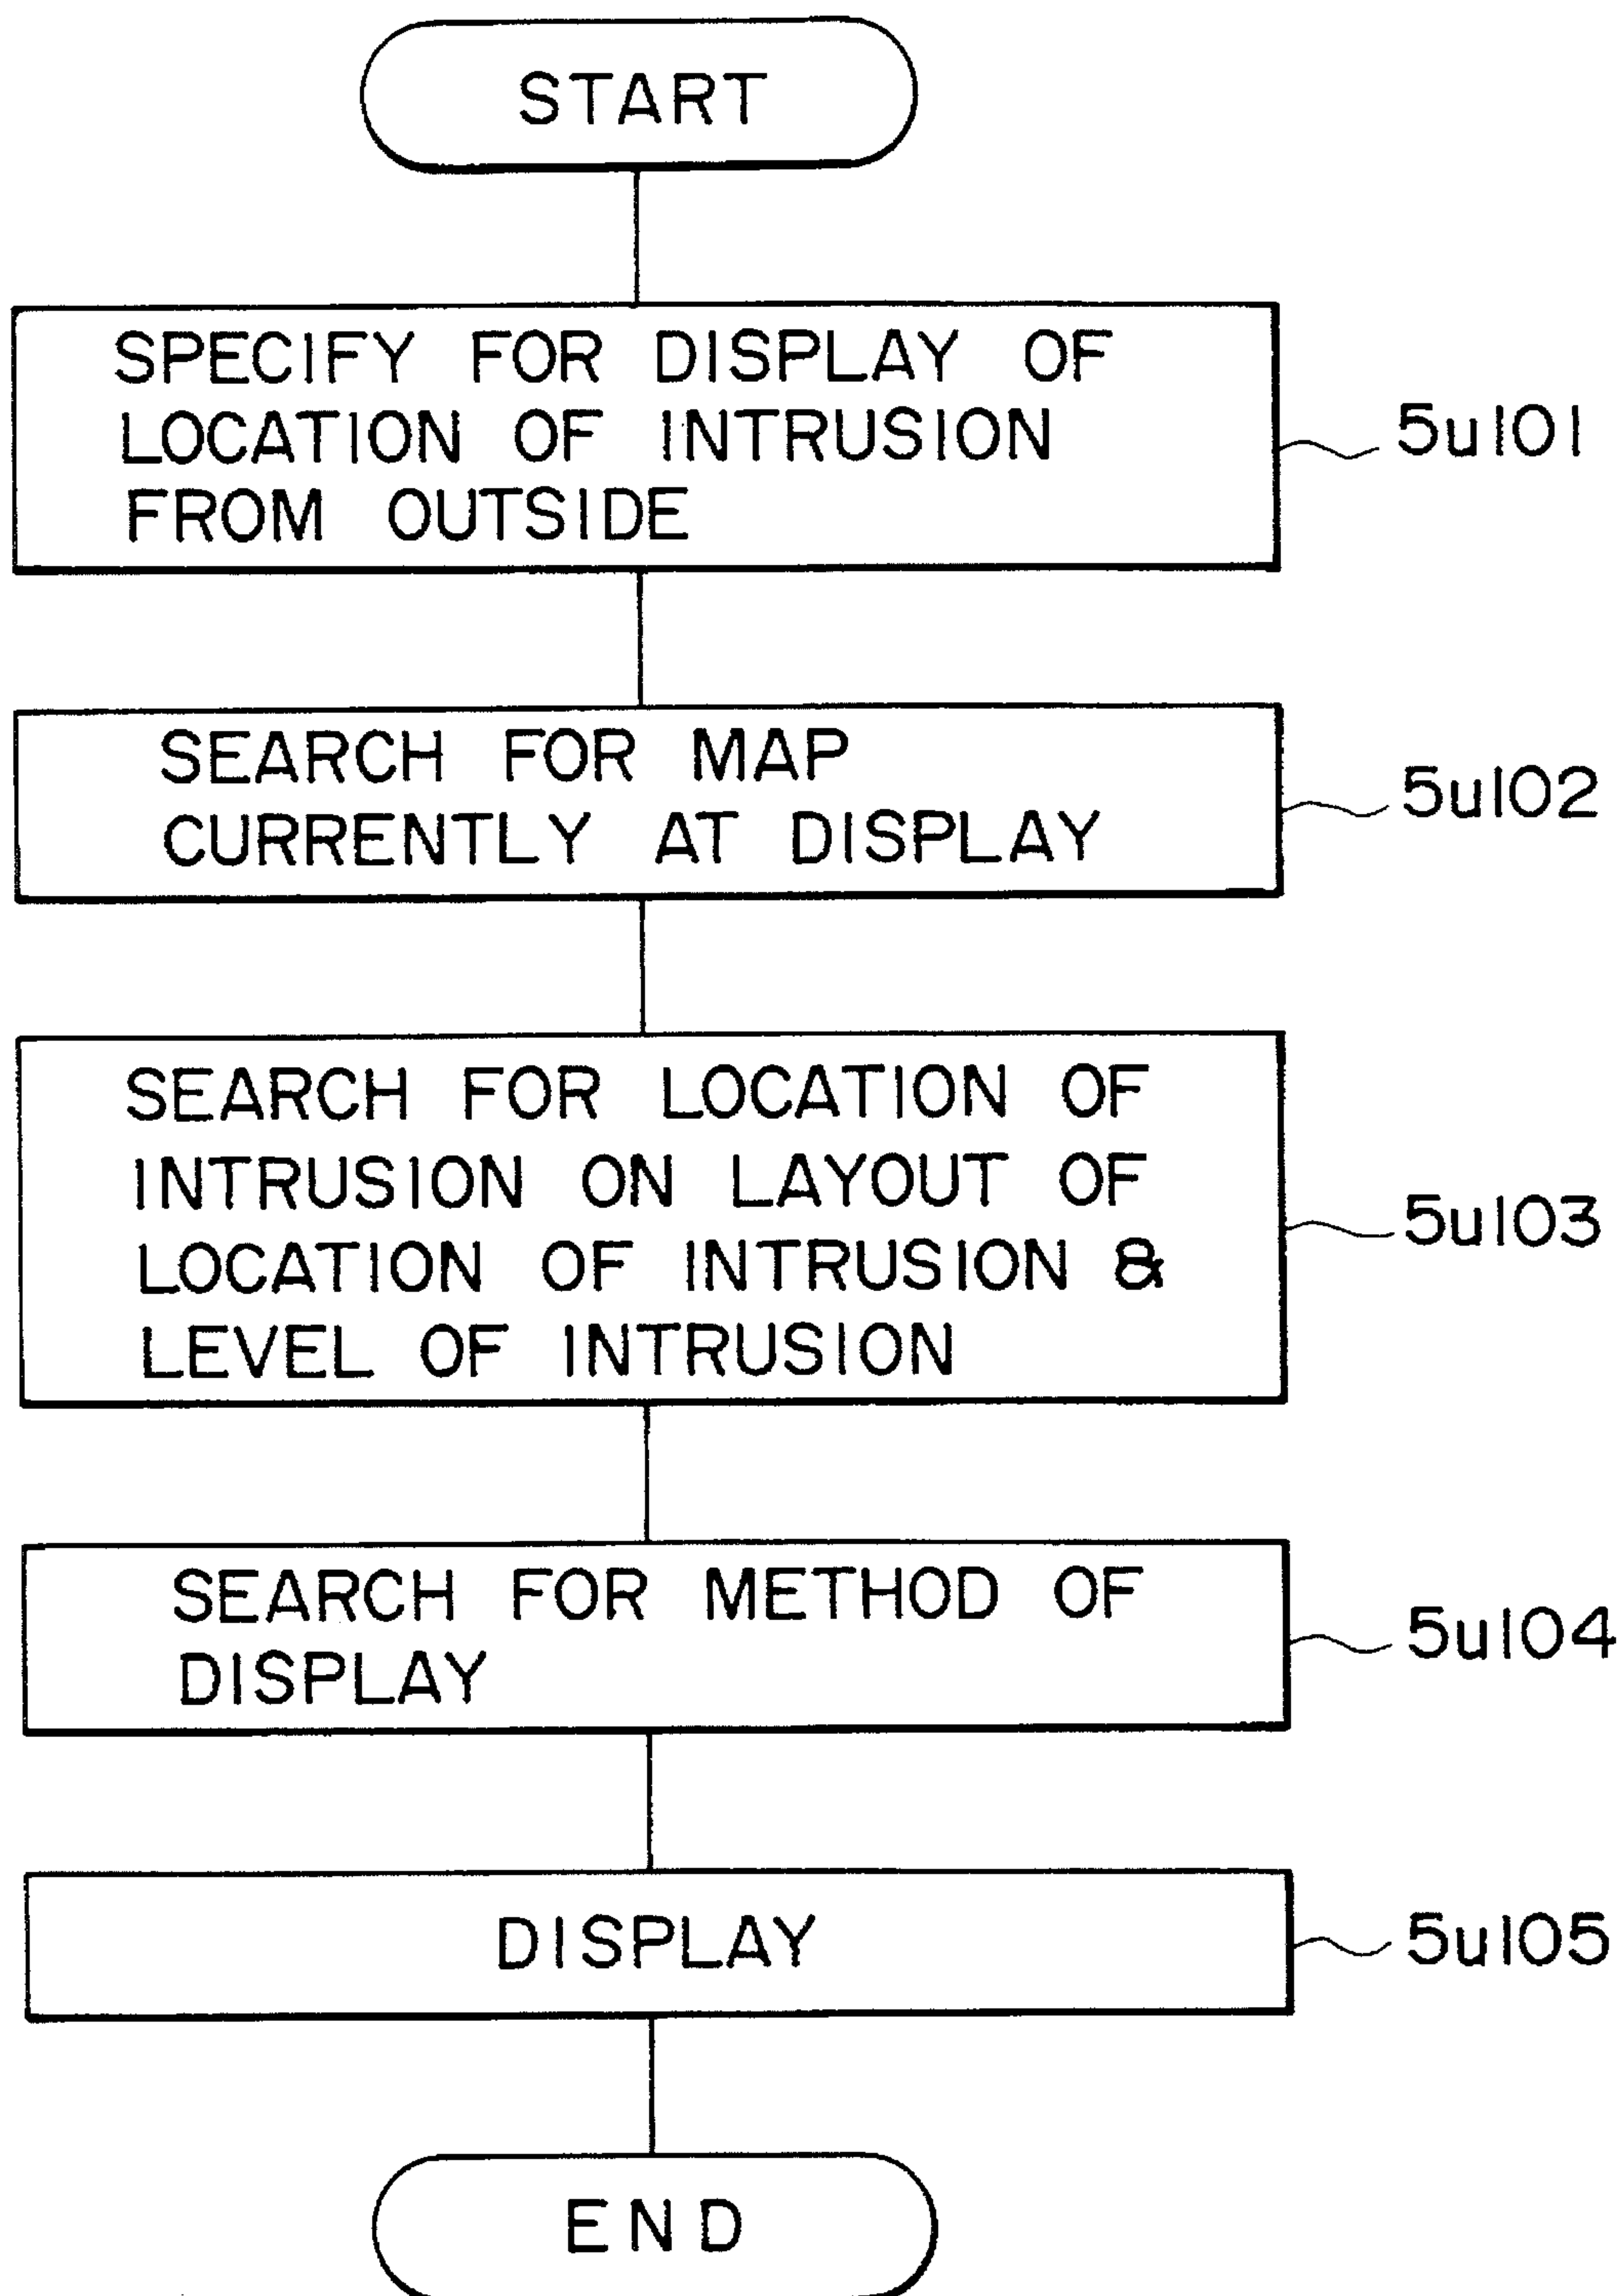 START
SPECIFY FOR DISPLAY OF
LOCATION OF INTRUSION
FROM OUTSIDE
5u101
SEARCH FOR MAP
CURRENTLY AT DISPLAY
5u102
SEARCH FOR LOCATION OF
INTRUSION ON LAYOUT OF
LOCATION OF INTRUSION &
LEVEL OF INTRUSION
5u103
SEARCH FOR METHOD OF
DISPLAY
5u104
DISPLAY
5u105
END